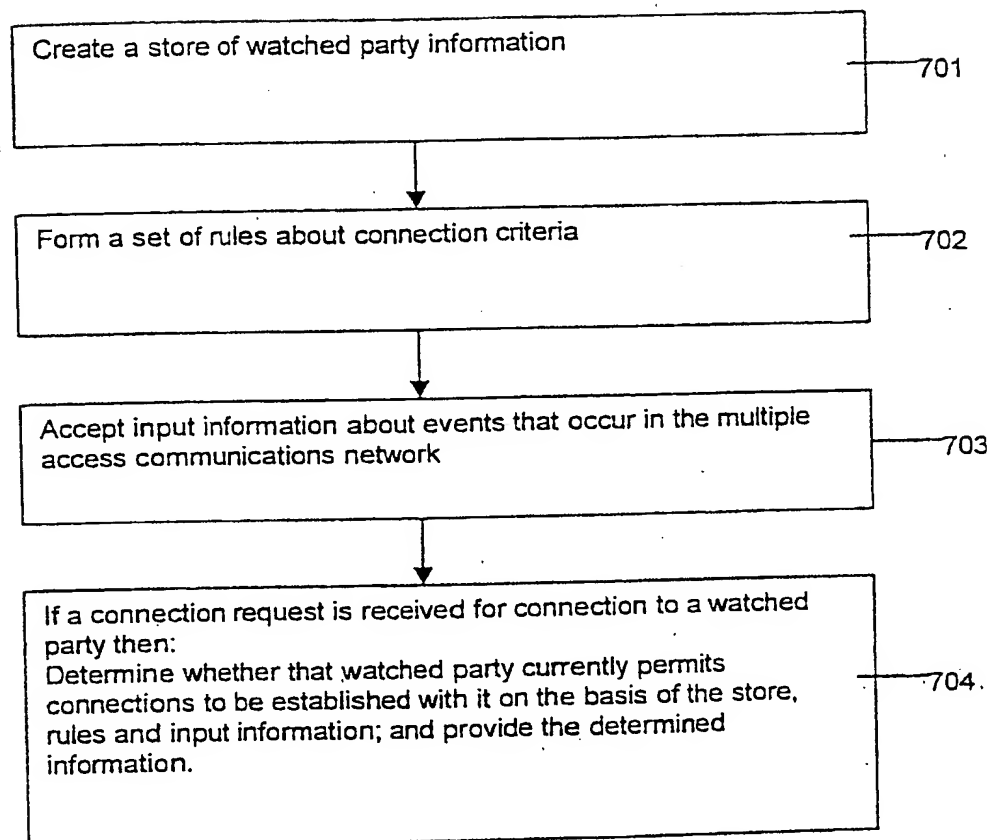 Create a store of watched party information
701
Form a set of rules about connection criteria
702
Accept input information about events that occur in the multiple
access communications network
703
If a connection request is received for connection to a watched
party then:
Determine whether that watched party currently permits
connections to be established with it on the basis of the store,
rules and input information; and provide the determined
information.
704.